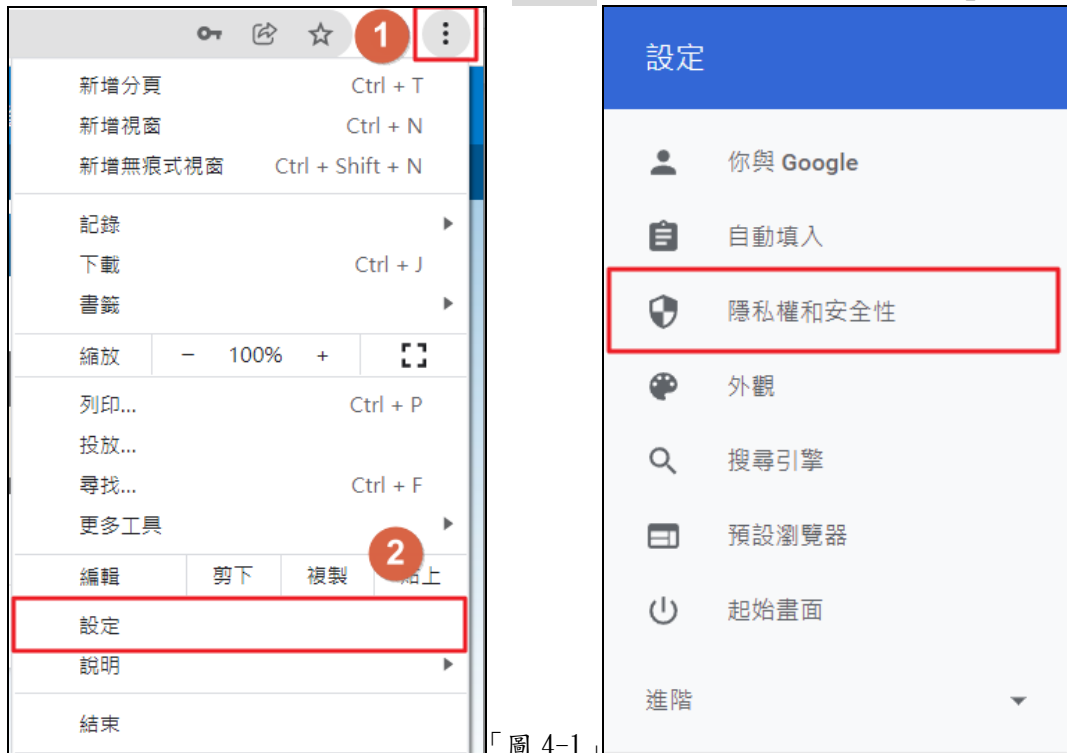 1
新增分頁 Ctrl + T
新增視窗 Ctrl + N
新增無痕式視窗 Ctrl + Shift + N
記錄
下載 Ctrl + J
書籤
縮放 − 100% +
列印... Ctrl + P
投放...
尋找... Ctrl + F
更多工具
2
編輯 剪下 複製 貼上
設定
說明
結束
「圖 4-1」
設定
你與 Google
自動填入
隱私權和安全性
外觀
搜尋引擎
預設瀏覽器
起始畫面
進階